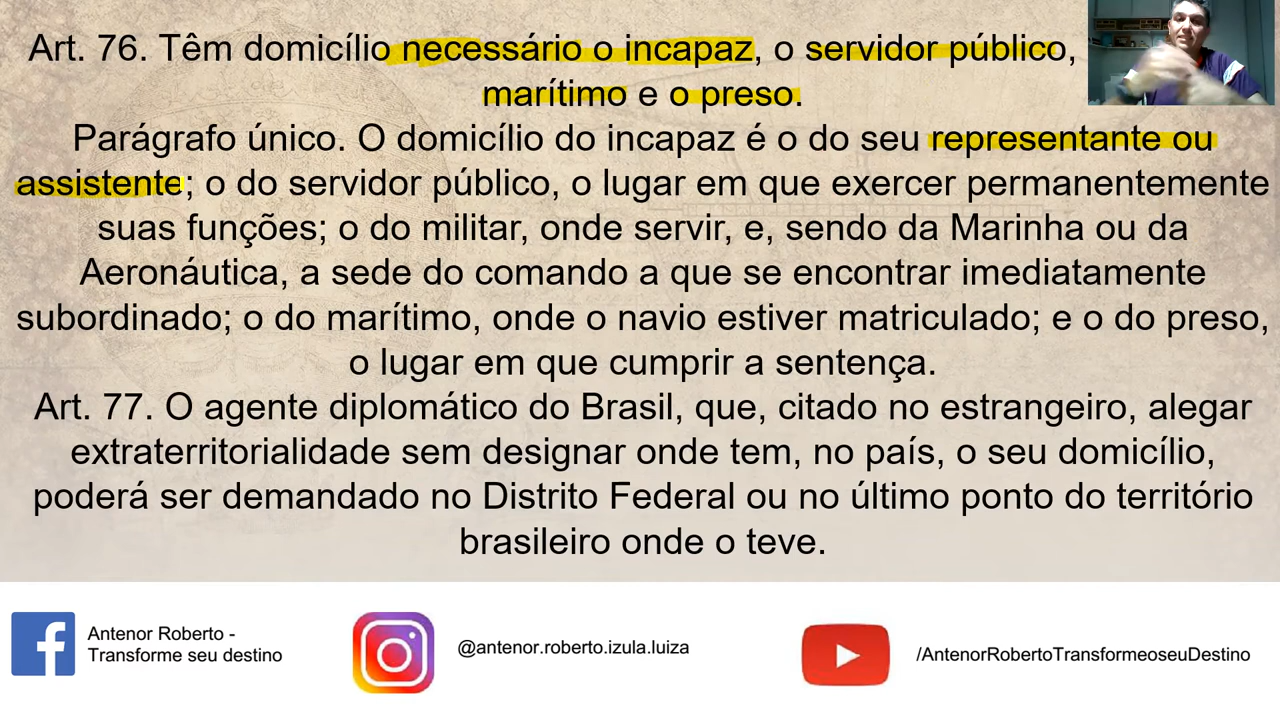 Art. 76. Têm domicílio necessário o incapaz, o servidor público,
marítimo e o preso.
Parágrafo único. O domicílio do incapaz é o do seu representante ou
assistente; o do servidor público, o lugar em que exercer permanentemente
suas funções; o do militar, onde servir, e, sendo da Marinha ou da
Aeronáutica, a sede do comando a que se encontrar imediatamente
subordinado; o do marítimo, onde o navio estiver matriculado; e o do preso,
o lugar em que cumprir a sentença.
Art. 77. O agente diplomático do Brasil, que, citado no estrangeiro, alegar
extraterritorialidade sem designar onde tem, no país, o seu domicílio,
poderá ser demandado no Distrito Federal ou no último ponto do território
brasileiro onde o teve.
Antenor Roberto -
Transforme seu destino
@antenor.roberto.izula.luiza
/AntenorRobertoTransformeoseuDestino